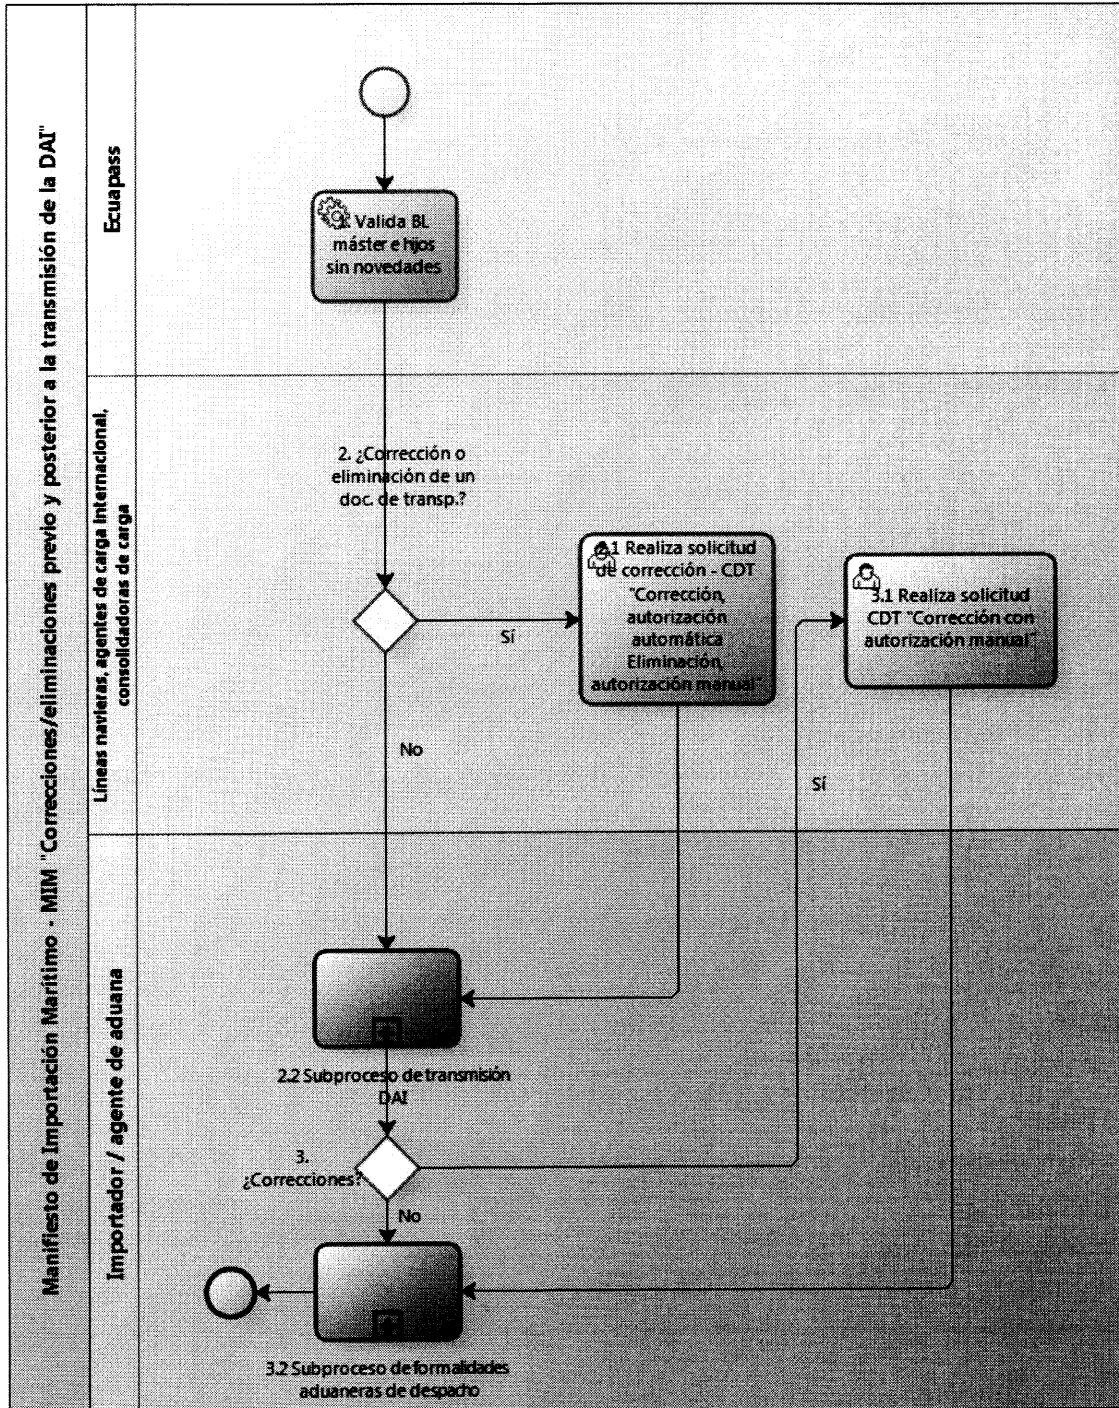 Manifiesto de Importación Marítimo - MIM "Correcciones/eliminaciones previo y posterior a la transmisión de la DAI"
Ecuapass
1. Valida BL
máster e hijos
sin novedades
Líneas navieras, agentes de carga internacional,
consolidadoras de carga
2. ¿Corrección o
eliminación de un
doc. de transp.?
Sí
No
2.1 Realiza solicitud
de corrección - CDT
"Corrección,
autorización
automática
Eliminación,
autorización manual"
3.1 Realiza solicitud
CDT "Corrección con
autorización manual"
Sí
Importador / agente de aduana
2.2 Subproceso de transmisión
DAI
3.
¿Correcciones?
No
3.2 Subproceso de formalidades
aduaneras de despacho